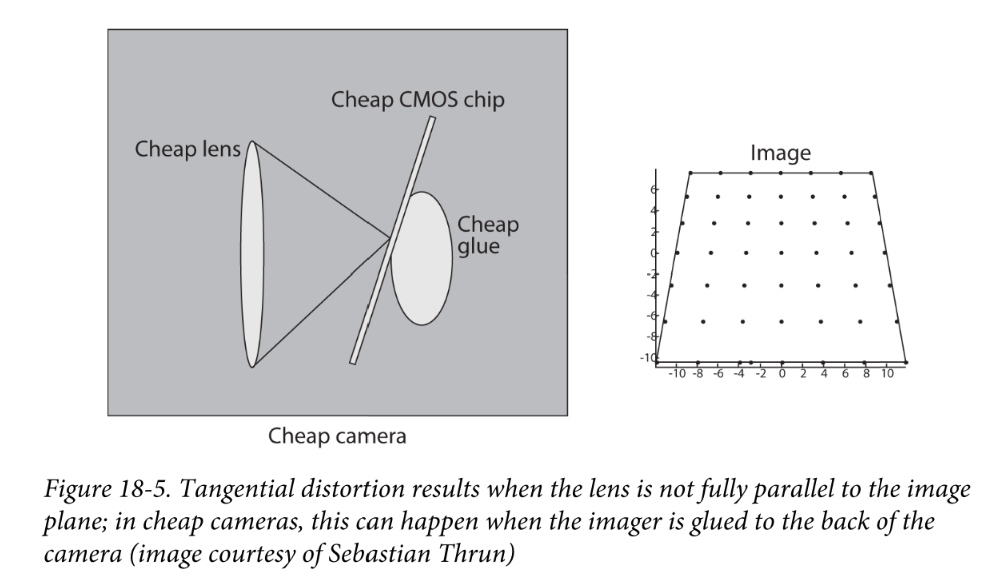 Cheap CMOS chip
Cheap lens
Cheap
glue
Cheap camera
Image
6
4
2
0
-2
-4
-6
-8
-10
-10 -8 -6 -4 -2 0 2 4 6 8 10
Figure 18-5. Tangential distortion results when the lens is not fully parallel to the image
plane; in cheap cameras, this can happen when the imager is glued to the back of the
camera (image courtesy of Sebastian Thrun)